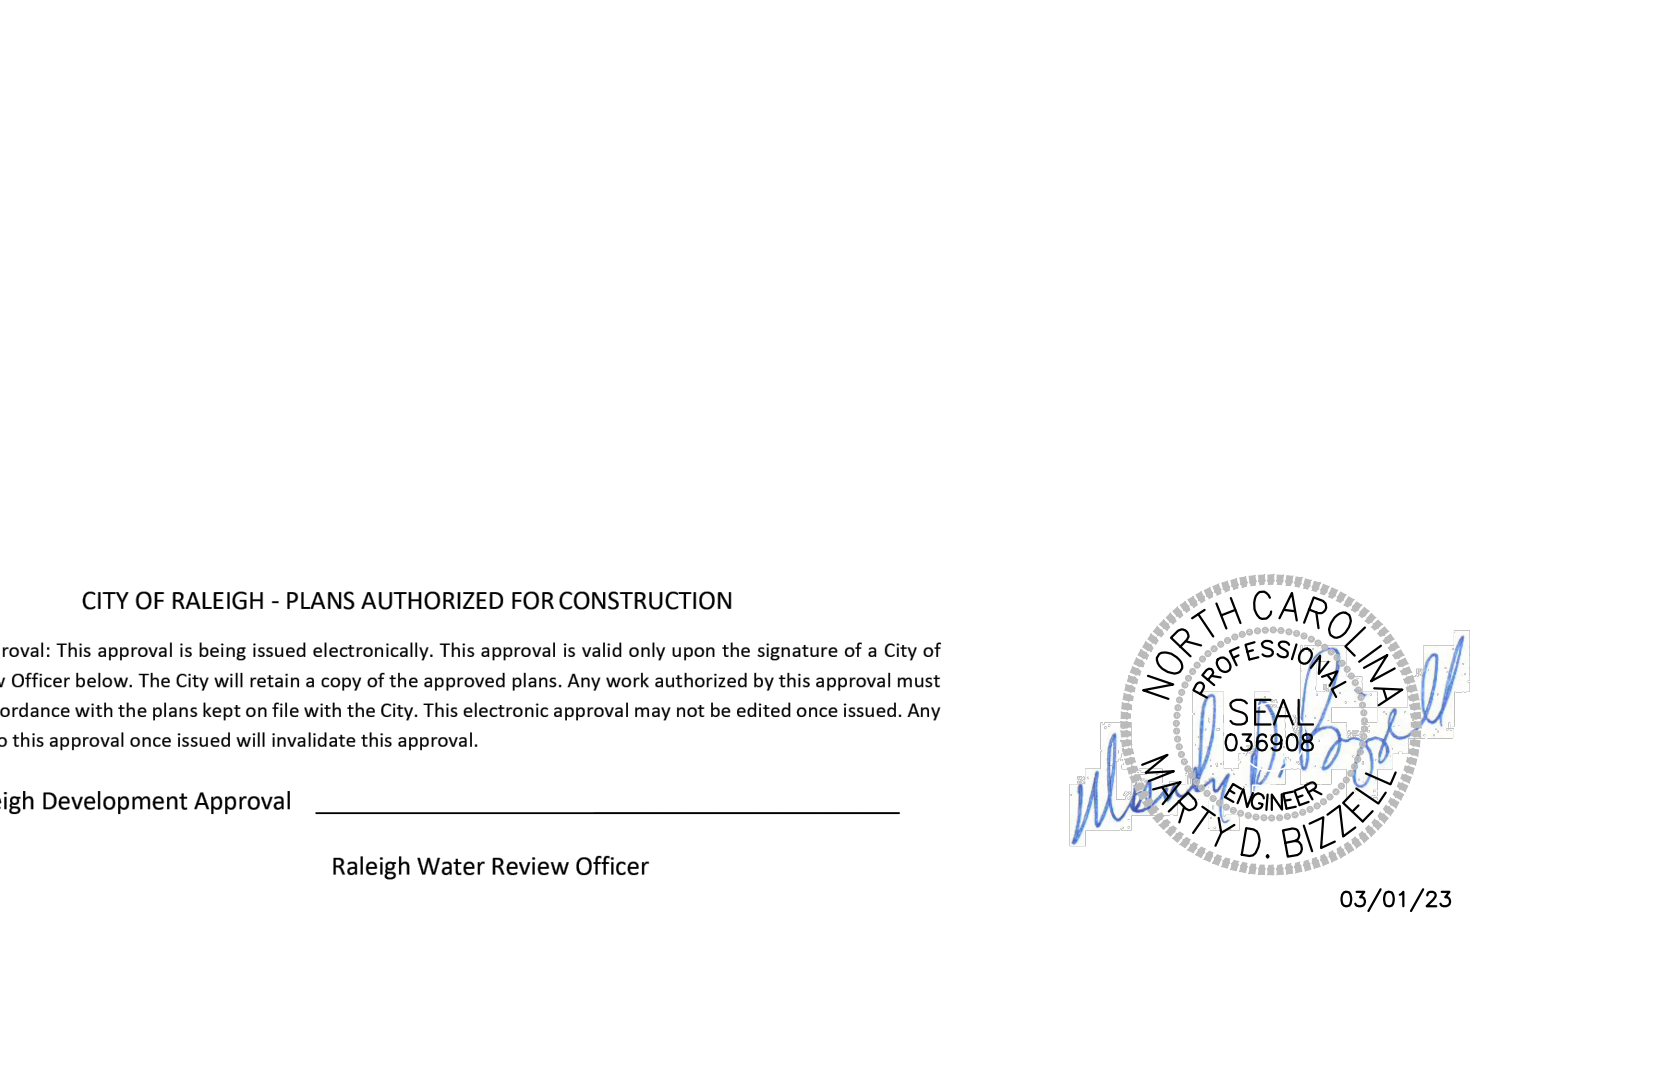 CITY OF RALEIGH - PLANS AUTHORIZED FOR CONSTRUCTION
roval: This approval is being issued electronically. This approval is valid only upon the signature of a City of
Officer below. The City will retain a copy of the approved plans. Any work authorized by this approval must
ordance with the plans kept on file with the City. This electronic approval may not be edited once issued. Any
this approval once issued will invalidate this approval.
eigh Development Approval
Raleigh Water Review Officer
NORTH CAROLINA
PROFESSIONAL
SEAL
036908
ENGINEER
MARTY D. BIZZELL
03/01/23